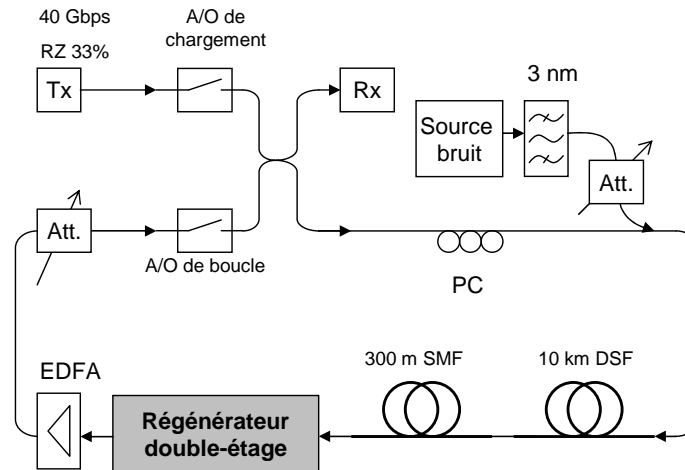 40 Gbps
RZ 33%
A/O de
chargement
Tx
Rx
3 nm
Source
bruit
Att.
Att.
A/O de boucle
PC
EDFA
300 m SMF
10 km DSF
Régénérateur
double-étage